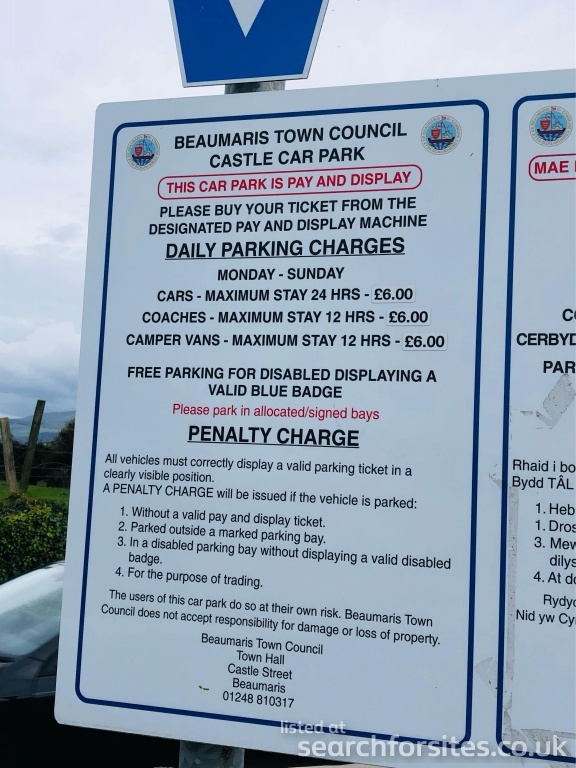 BEAUMARIS TOWN COUNCIL
CASTLE CAR PARK
THIS CAR PARK IS PAY AND DISPLAY
PLEASE BUY YOUR TICKET FROM THE
DESIGNATED PAY AND DISPLAY MACHINE
DAILY PARKING CHARGES
MONDAY - SUNDAY
CARS - MAXIMUM STAY 24 HRS - £6.00
COACHES - MAXIMUM STAY 12 HRS - £6.00
CAMPER VANS - MAXIMUM STAY 12 HRS - £6.00
FREE PARKING FOR DISABLED DISPLAYING A
VALID BLUE BADGE
Please park in allocated/signed bays
PENALTY CHARGE
All vehicles must correctly display a valid parking ticket in a
clearly visible position.
A PENALTY CHARGE will be issued if the vehicle is parked:
1. Without a valid pay and display ticket.
2. Parked outside a marked parking bay.
3. In a disabled parking bay without displaying a valid disabled
badge.
4. For the purpose of trading.
The users of this car park do so at their own risk. Beaumaris Town
Council does not accept responsibility for damage or loss of property.
Beaumaris Town Council
Town Hall
Castle Street
Beaumaris
01248 810317
MAE
CERBYD
PAR
Rhaid i bo
Bydd TÂL
1. Heb
1. Dros
3. Mew
dilys
4. At d
Rydy
Nid yw Cy
listed at
searchforsites.co.uk